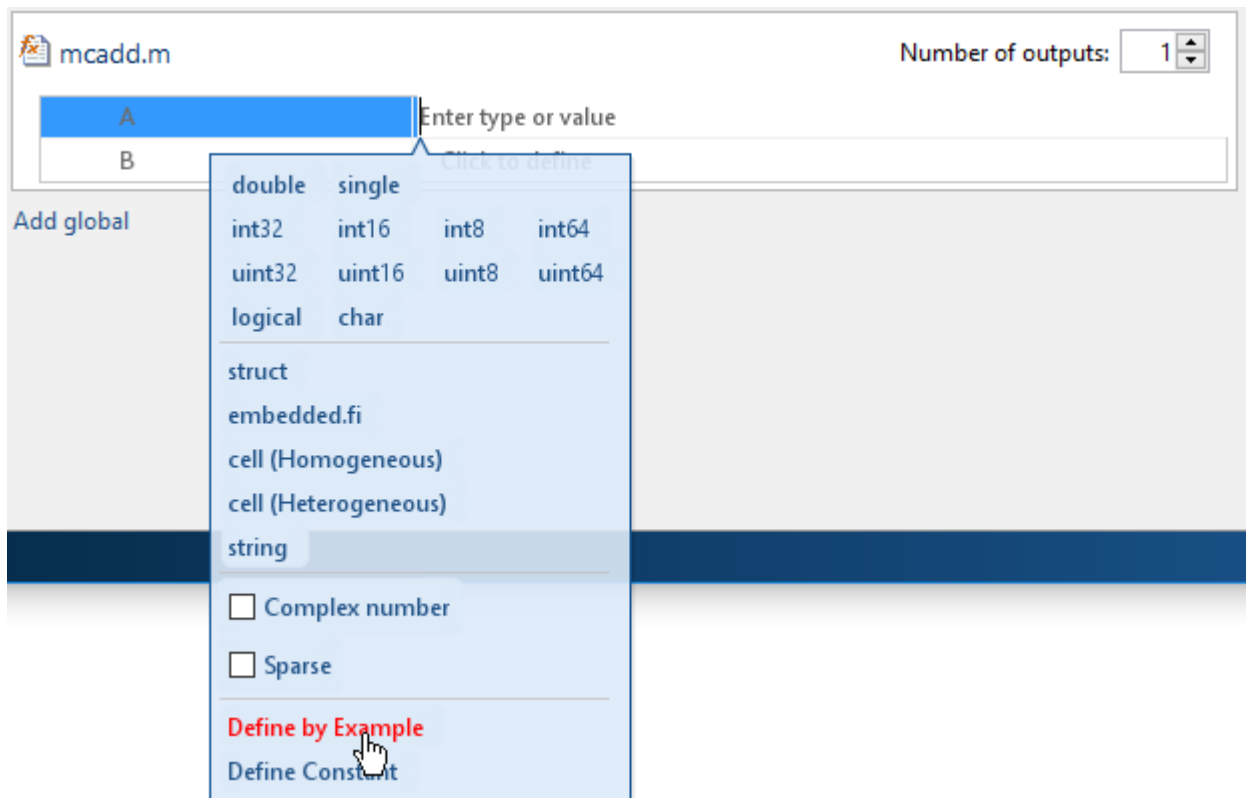 mcadd.m Number of outputs: 1
A Enter type or value
B Click to define
Add global
double single
int32 int16 int8 int64
uint32 uint16 uint8 uint64
logical char
struct
embedded.fi
cell (Homogeneous)
cell (Heterogeneous)
string
Complex number
Sparse
Define by Example
Define Constant